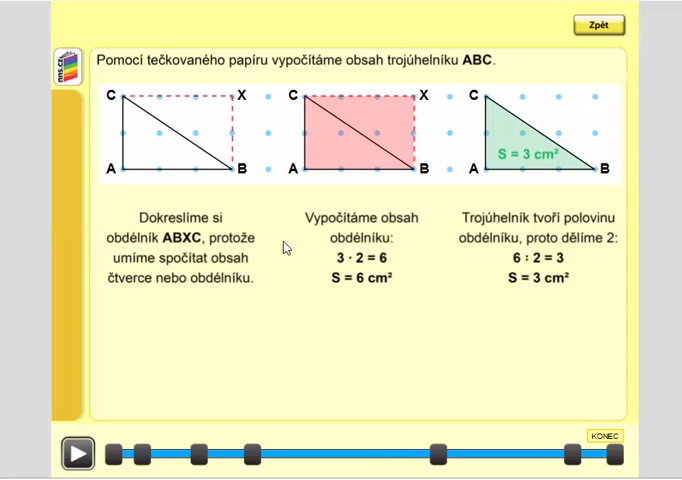 Zpět
nns.cz
Pomocí tečkovaného papíru vypočítáme obsah trojúhelníku ABC.
C X C X C
A B A B A B
S = 3 cm²
Dokreslíme si
obdélník ABXC, protože
umíme spočítat obsah
čtverce nebo obdélníku.
Vypočítáme obsah
obdélníku:
3 · 2 = 6
S = 6 cm²
Trojúhelník tvoří polovinu
obdélníku, proto dělíme 2:
6 : 2 = 3
S = 3 cm²
KONEC